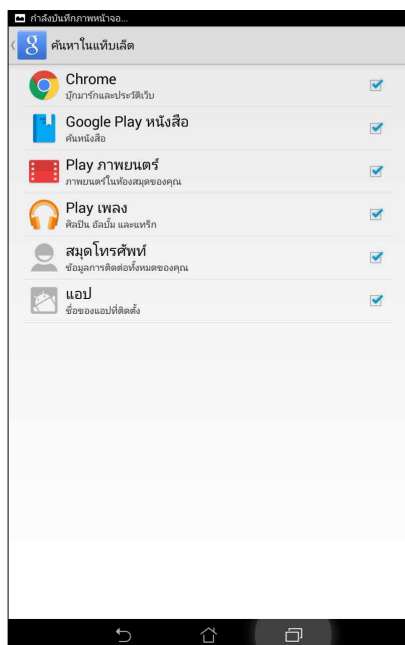 กำลังบันทึกภาพหน้าจอ...
ค้นหาในแท็บเล็ต
Chrome
บุ๊กมาร์กและประวัติเว็บ
Google Play หนังสือ
ค้นหนังสือ
Play ภาพยนตร์
ภาพยนตร์ในห้องสมุดของคุณ
Play เพลง
ศิลปิน อัลบั้ม และแทร็ก
สมุดโทรศัพท์
ข้อมูลการติดต่อทั้งหมดของคุณ
แอป
ชื่อของแอปที่ติดตั้ง